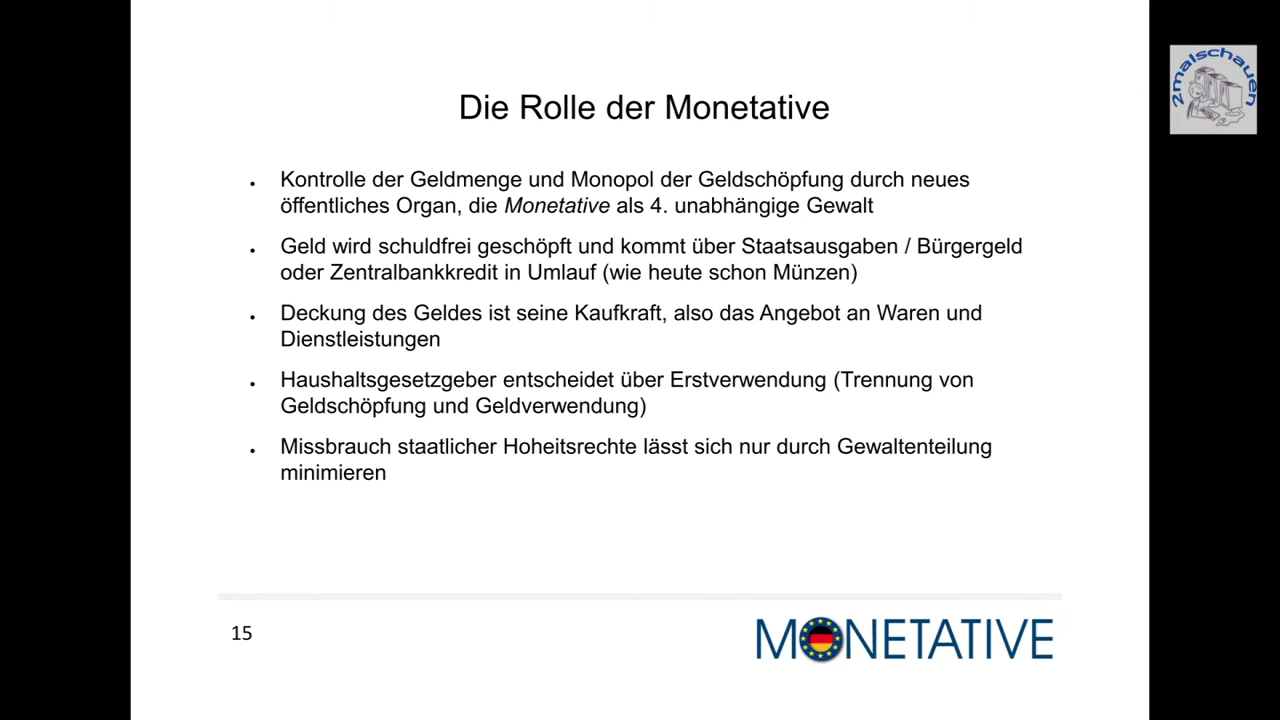 2malschauen
Die Rolle der Monetative
• Kontrolle der Geldmenge und Monopol der Geldschöpfung durch neues
öffentliches Organ, die Monetative als 4. unabhängige Gewalt
• Geld wird schuldfrei geschöpft und kommt über Staatsausgaben / Bürgergeld
oder Zentralbankkredit in Umlauf (wie heute schon Münzen)
• Deckung des Geldes ist seine Kaufkraft, also das Angebot an Waren und
Dienstleistungen
• Haushaltsgesetzgeber entscheidet über Erstverwendung (Trennung von
Geldschöpfung und Geldverwendung)
• Missbrauch staatlicher Hoheitsrechte lässt sich nur durch Gewaltenteilung
minimieren
15
MONETATIVE